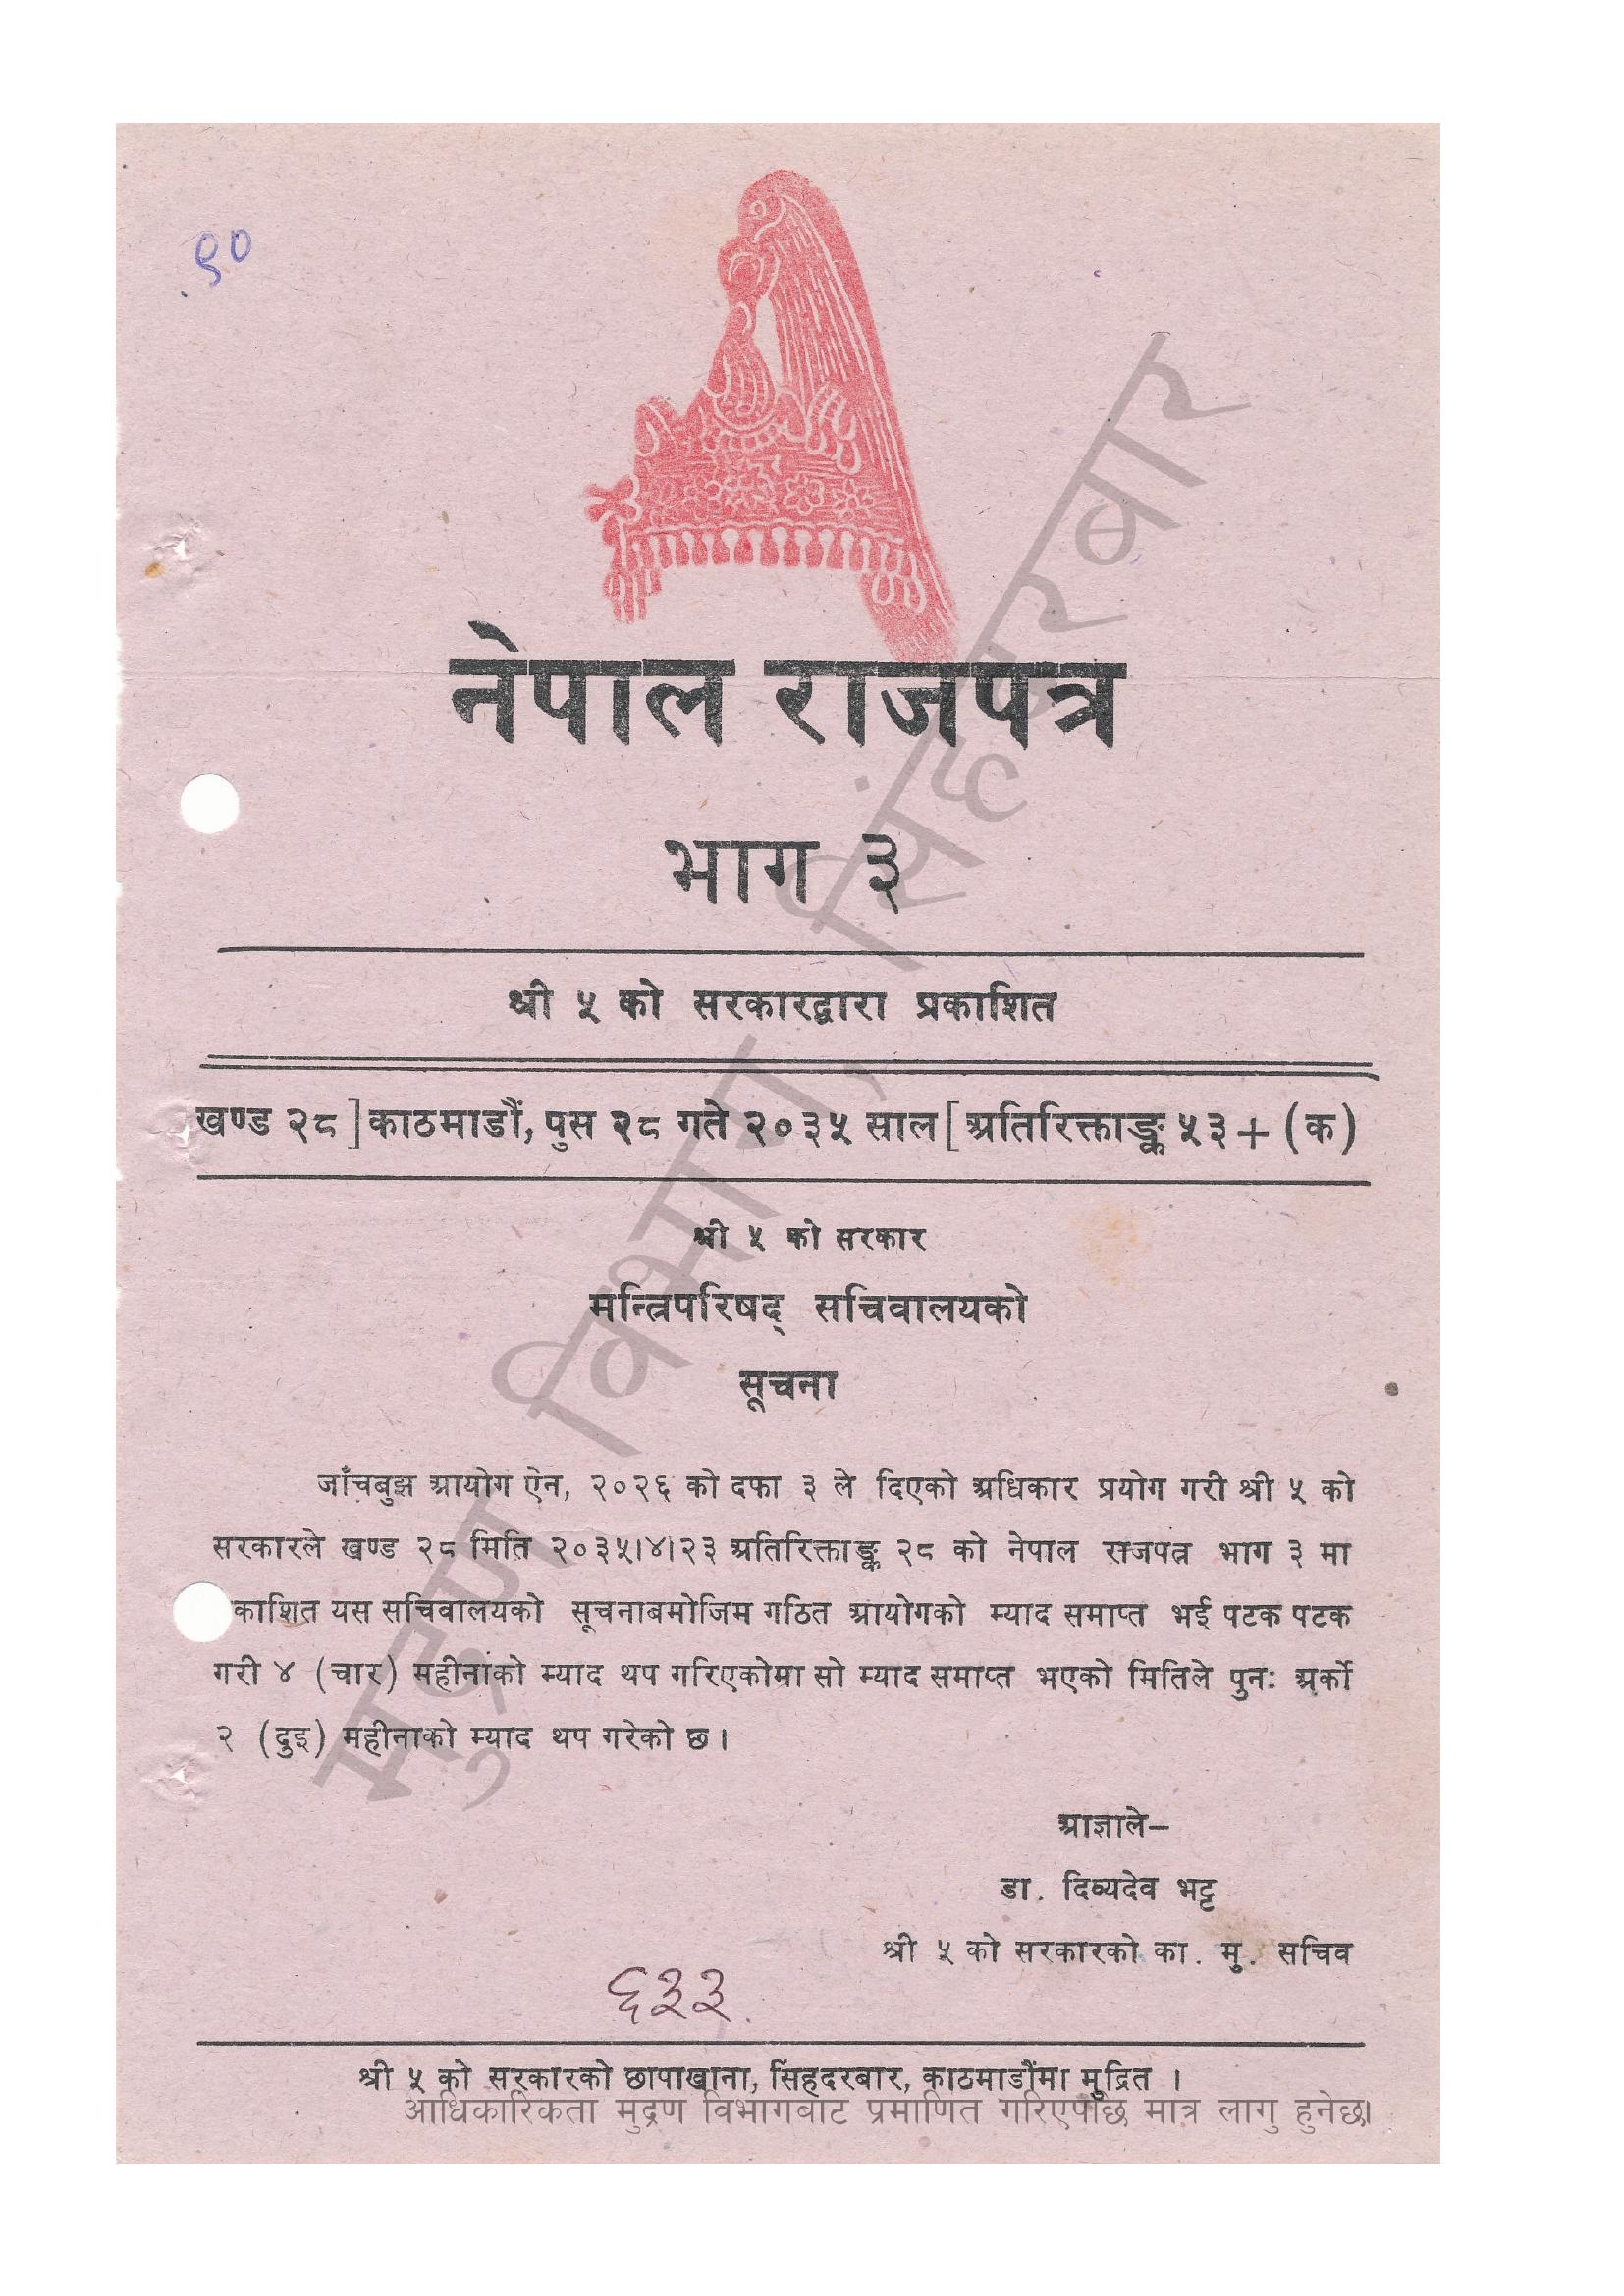 ९०
नेपाल राजपत्र
भाग ३
श्री ५ को सरकारद्वारा प्रकाशित
खण्ड २८] काठमाडौं, पुस २८ गते २०३५ साल [अतिरिक्ताङ्क ५३+ (क)
श्री ५ को सरकार
मन्त्रिपरिषद् सचिवालयको
सूचना
जाँचबुझ आयोग ऐन, २०२६ को दफा ३ ले दिएको अधिकार प्रयोग गरी श्री ५ को
सरकारले खण्ड २८ मिति २०३५।४।२३ अतिरिक्ताङ्क २८ को नेपाल राजपत्र भाग ३ मा
काशित यस सचिवालयको सूचनाबमोजिम गठित आयोगको म्याद समाप्त भई पटक पटक
गरी ४ (चार) महीनाको म्याद थप गरिएकोमा सो म्याद समाप्त भएको मितिले पुनः अर्को
२ (दुइ) महीनाको म्याद थप गरेको छ।
आज्ञाले–
डा. दिव्यदेव भट्ट
श्री ५ को सरकारको का. मु. सचिव
६३३
श्री ५ को सरकारको छापाखाना, सिंहदरबार, काठमाडौंमा मुद्रित ।
आधिकारिकता मुद्रण विभागबाट प्रमाणित गरिएपछि मात्र लागु हुनेछ।
मुद्रण विभाग, सिंहदरबार